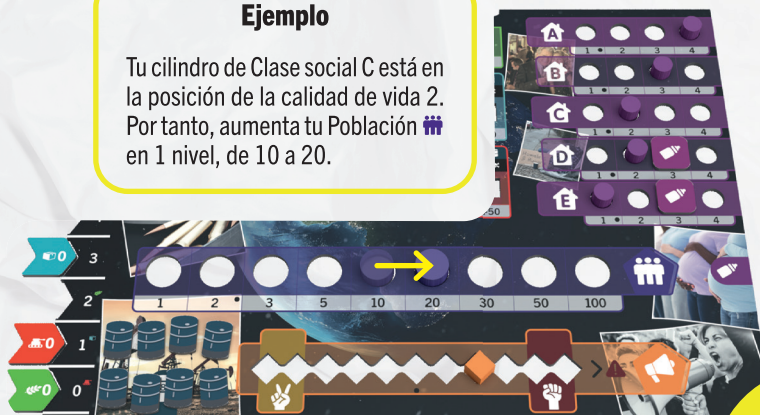 Ejemplo
Tu cilindro de Clase social C está en
la posición de la calidad de vida 2.
Por tanto, aumenta tu Población
en 1 nivel, de 10 a 20.
A
1 2 3 4
B
1 2 3 4
C
1 2 3 4
D
1 2 3 4
E
1 2 3 4
50
0 3
2
0 1
0 0
1 2 3 5 10 20 30 50 100